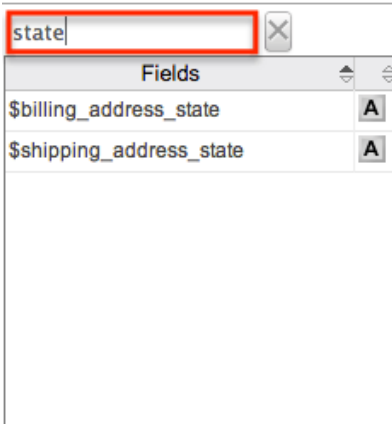 state
Fields
$billing_address_state A
$shipping_address_state A